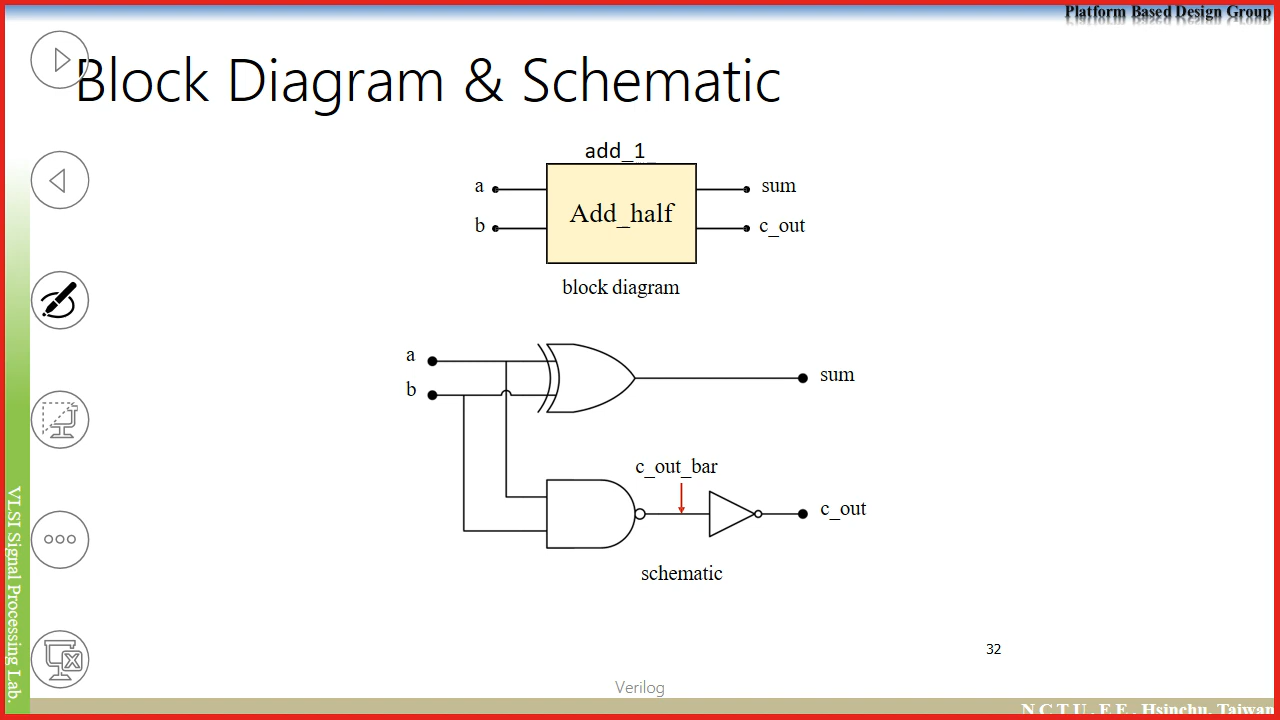 Platform Based Design Group
Block Diagram & Schematic
add_1
a
sum
Add_half
b
c_out
block diagram
a
sum
b
c_out_bar
c_out
schematic
VLSI Signal Processing Lab.
32
Verilog
N C T U . E E , Hsinchu, Taiwan